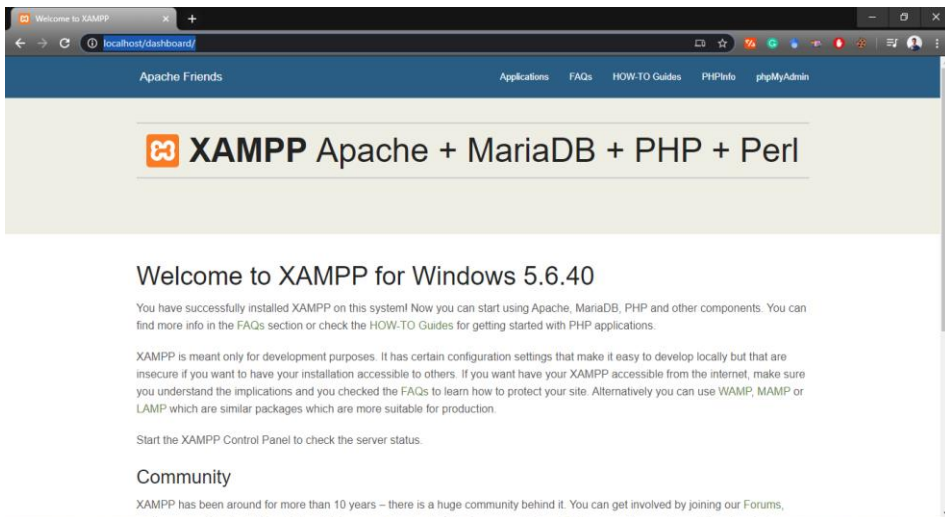 Welcome to XAMPP
localhost/dashboard/
Apache Friends
Applications FAQs HOW-TO Guides PHPInfo phpMyAdmin
XAMPP Apache + MariaDB + PHP + Perl
Welcome to XAMPP for Windows 5.6.40
You have successfully installed XAMPP on this system! Now you can start using Apache, MariaDB, PHP and other components. You can
find more info in the FAQs section or check the HOW-TO Guides for getting started with PHP applications.
XAMPP is meant only for development purposes. It has certain configuration settings that make it easy to develop locally but that are
insecure if you want to have your installation accessible to others. If you want have your XAMPP accessible from the internet, make sure
you understand the implications and you checked the FAQs to learn how to protect your site. Alternatively you can use WAMP, MAMP or
LAMP which are similar packages which are more suitable for production.
Start the XAMPP Control Panel to check the server status.
Community
XAMPP has been around for more than 10 years – there is a huge community behind it. You can get involved by joining our Forums,